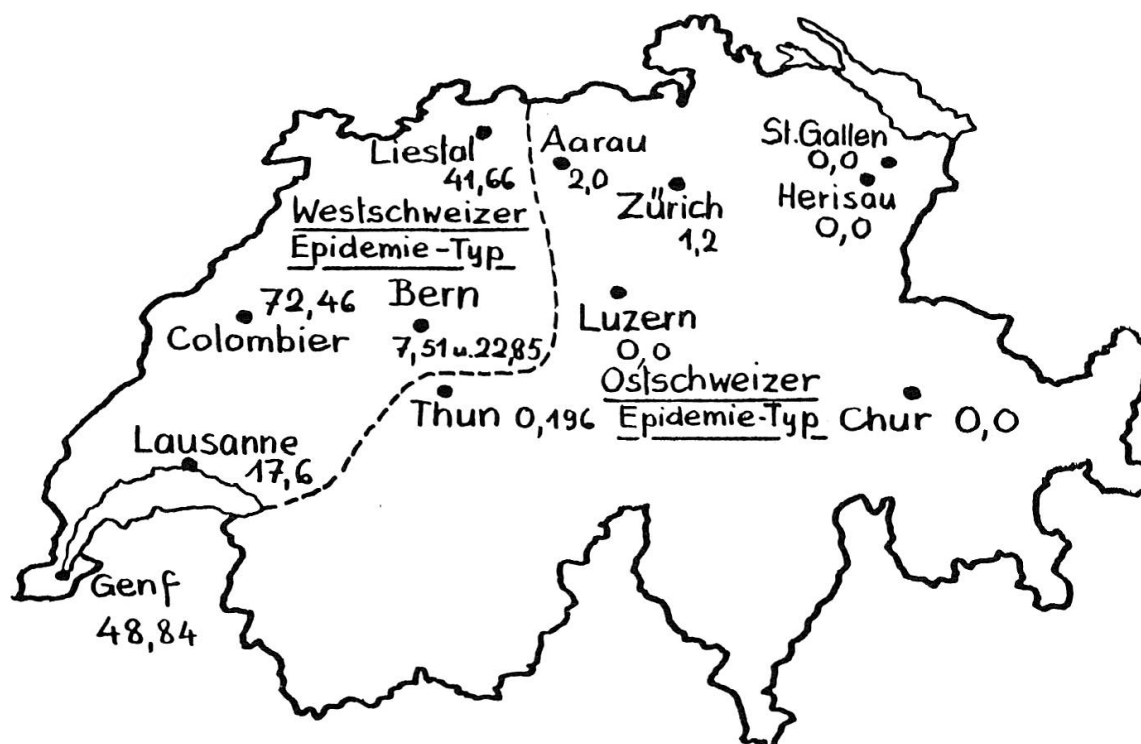 Liestal
41,66
Aarau
2,0
Zürich
1,2
St.Gallen
0,0
Herisau
0,0
Westschweizer
Epidemie-Typ
72,46
Colombier
Bern
7,51 u. 22,85
Luzern
0,0
Ostschweizer
Epidemie-Typ
Thun 0,196
Chur 0,0
Lausanne
17,6
Genf
48,84